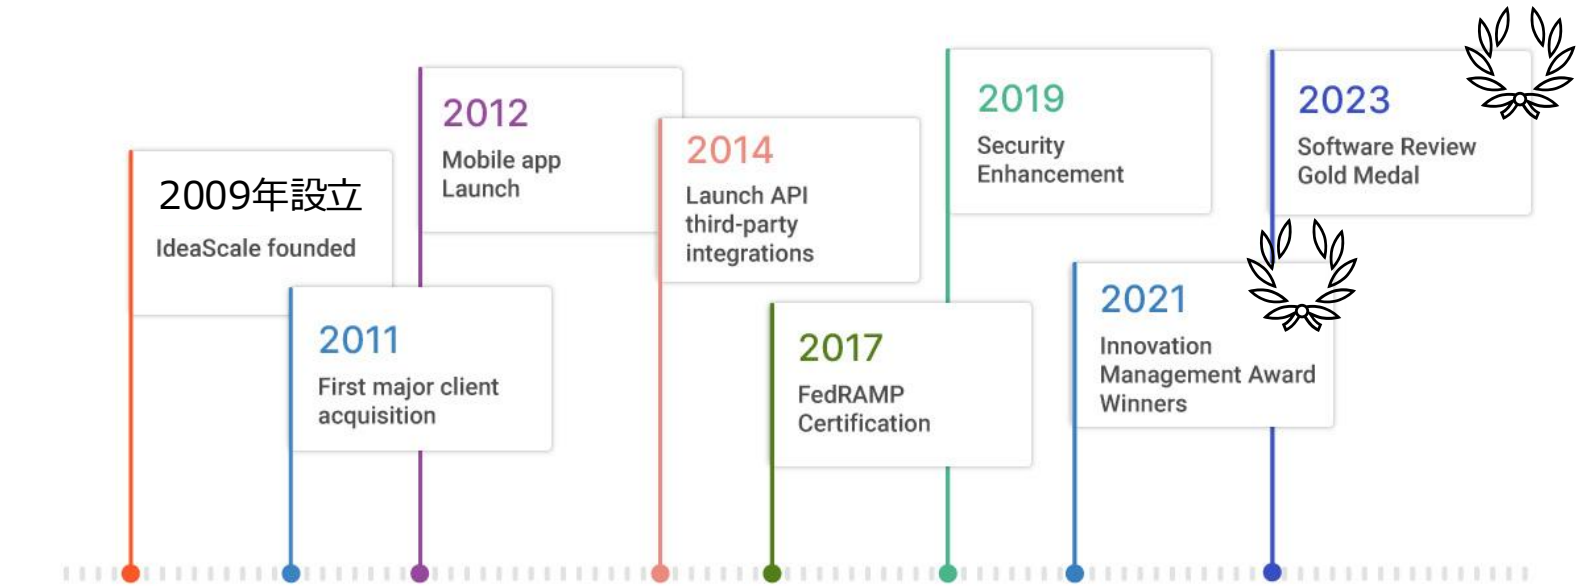 2009年設立
IdeaScale founded
2011
First major client
acquisition
2012
Mobile app
Launch
2014
Launch API
third-party
integrations
2017
FedRAMP
Certification
2019
Security
Enhancement
2021
Innovation
Management Award
Winners
2023
Software Review
Gold Medal